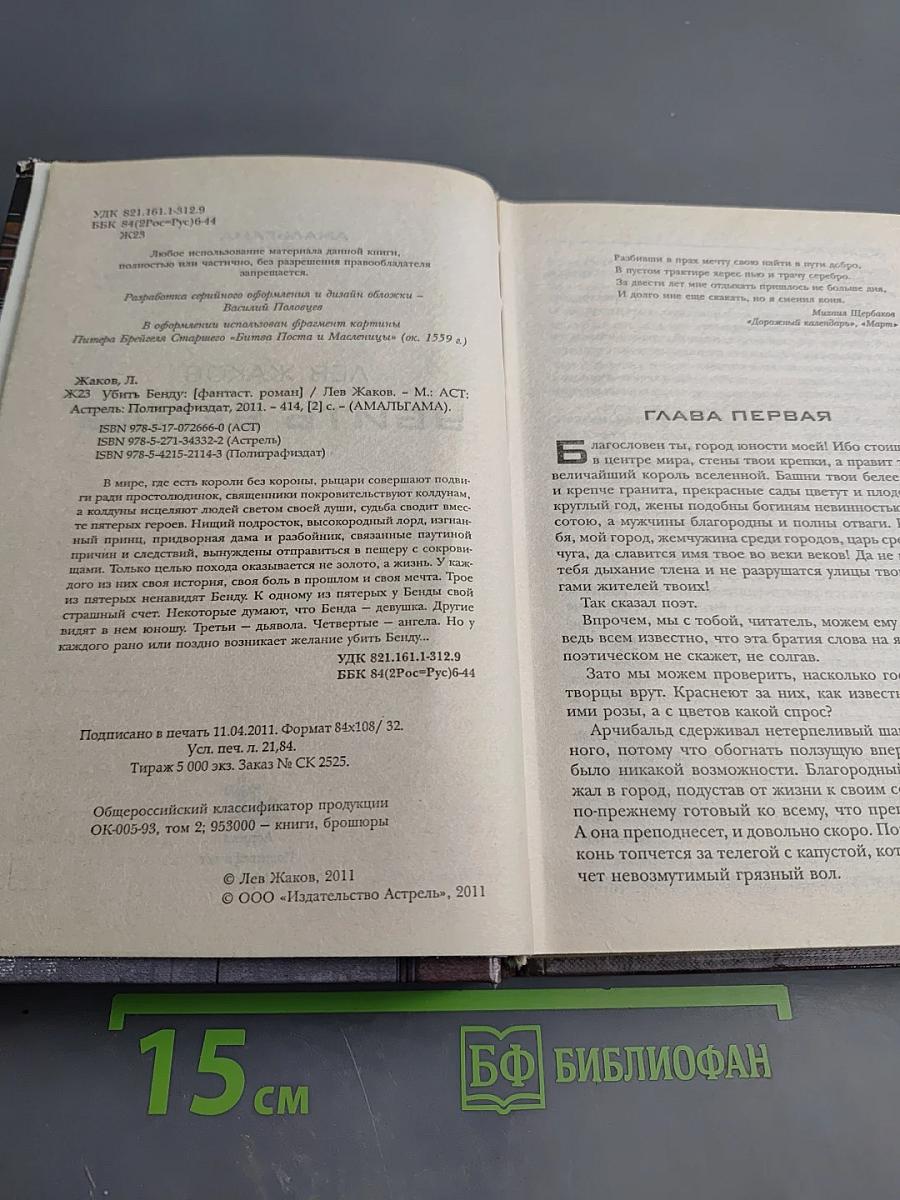 УДК 821.161.1-312.9
ББК 84(2Рос=Рус)6-44
Ж23
Любое использование материала данной книги,
полностью или частично, без разрешения правообладателя
запрещается.
Разработка серийного оформления и дизайн обложки –
Василий Половцев
В оформлении использован фрагмент картины
Питера Брейгеля Старшего «Битва Поста и Масленицы» (ок. 1559 г.)
Жаков, Л.
Ж23 Убить Бенду: [фантаст. роман] / Лев Жаков. – М.: АСТ:
Астрель: Полиграфиздат, 2011. – 414, [2] с. – (АМАЛЬГАМА).
ISBN 978-5-17-072666-0 (АСТ)
ISBN 978-5-271-34332-2 (Астрель)
ISBN 978-5-4215-2114-3 (Полиграфиздат)
В мире, где есть короли без короны, рыцари совершают подви-
ги ради простолюдинок, священники покровительствуют колдунам,
а колдуны исцеляют людей светом своей души, судьба сводит вмес-
те пятерых героев. Нищий подросток, высокородный лорд, изгнан-
ный принц, придворная дама и разбойник, связанные паутиной
причин и следствий, вынуждены отправиться в пещеру с сокрови-
щами. Только целью похода оказывается не золото, а жизнь. У каж-
дого из них своя история, своя боль в прошлом и своя мечта. Трое
из пятерых ненавидят Бенду. К одному из пятерых у Бенды свой
страшный счет. Некоторые думают, что Бенда – девушка. Другие
видят в нем юношу. Третьи – дьявола. Четвертые – ангела. Но у
каждого рано или поздно возникает желание убить Бенду...
УДК 821.161.1-312.9
ББК 84(2Рос=Рус)6-44
Подписано в печать 11.04.2011. Формат 84x108/ 32.
Усл. печ. л. 21,84.
Тираж 5 000 экз. Заказ № СК 2525.
Общероссийский классификатор продукции
ОК-005-93, том 2; 953000 – книги, брошюры
© Лев Жаков, 2011
© ООО «Издательство Астрель», 2011
Разбивши в прах мечту свою найти в пути добро,
В пустом трактире херес пью и трачу серебро.
За двести лет мне отдыхать пришлось не больше дня,
И долго мне еще скакать, но я сменил коня.
Михаил Щербаков
«Дорожный календарь», «Март»
ГЛАВА ПЕРВАЯ
Благословен ты, город юности моей! Ибо стоиш
в центре мира, стены твои крепки, а правит т
величайший король вселенной. Башни твои белее
и крепче гранита, прекрасные сады цветут и плодо
круглый год, жены подобны богиням невинностью
сотою, а мужчины благородны и полны отваги.
бя, мой город, жемчужина среди городов, царь сре
чуга, да славится имя твое во веки веков! Да не
тебя дыхание тлена и не разрушатся улицы тво
гами жителей твоих!
Так сказал поэт.
Впрочем, мы с тобой, читатель, можем ему
ведь всем известно, что эта братия слова на я
поэтическом не скажет, не солгав.
Зато мы можем проверить, насколько гос
творцы врут. Краснеют за них, как известн
ими розы, а с цветов какой спрос?
Арчибальд сдерживал нетерпеливый шаг
ного, потому что обогнать ползущую впер
было никакой возможности. Благородный
жал в город, подустав от жизни к своим с
по-прежнему готовый ко всему, что преп
А она преподнесет, и довольно скоро. По
конь топчется за телегой с капустой, кот
чет невозмутимый грязный вол.
15 см
БФ БИБЛИОФАН